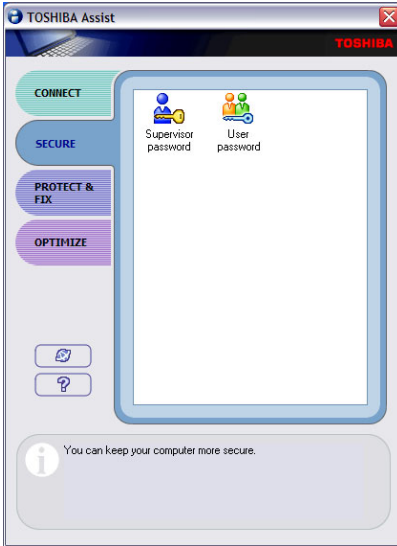 TOSHIBA Assist
TOSHIBA
CONNECT
SECURE
PROTECT &
FIX
OPTIMIZE
Supervisor
password
User
password
?
i
You can keep your computer more secure.